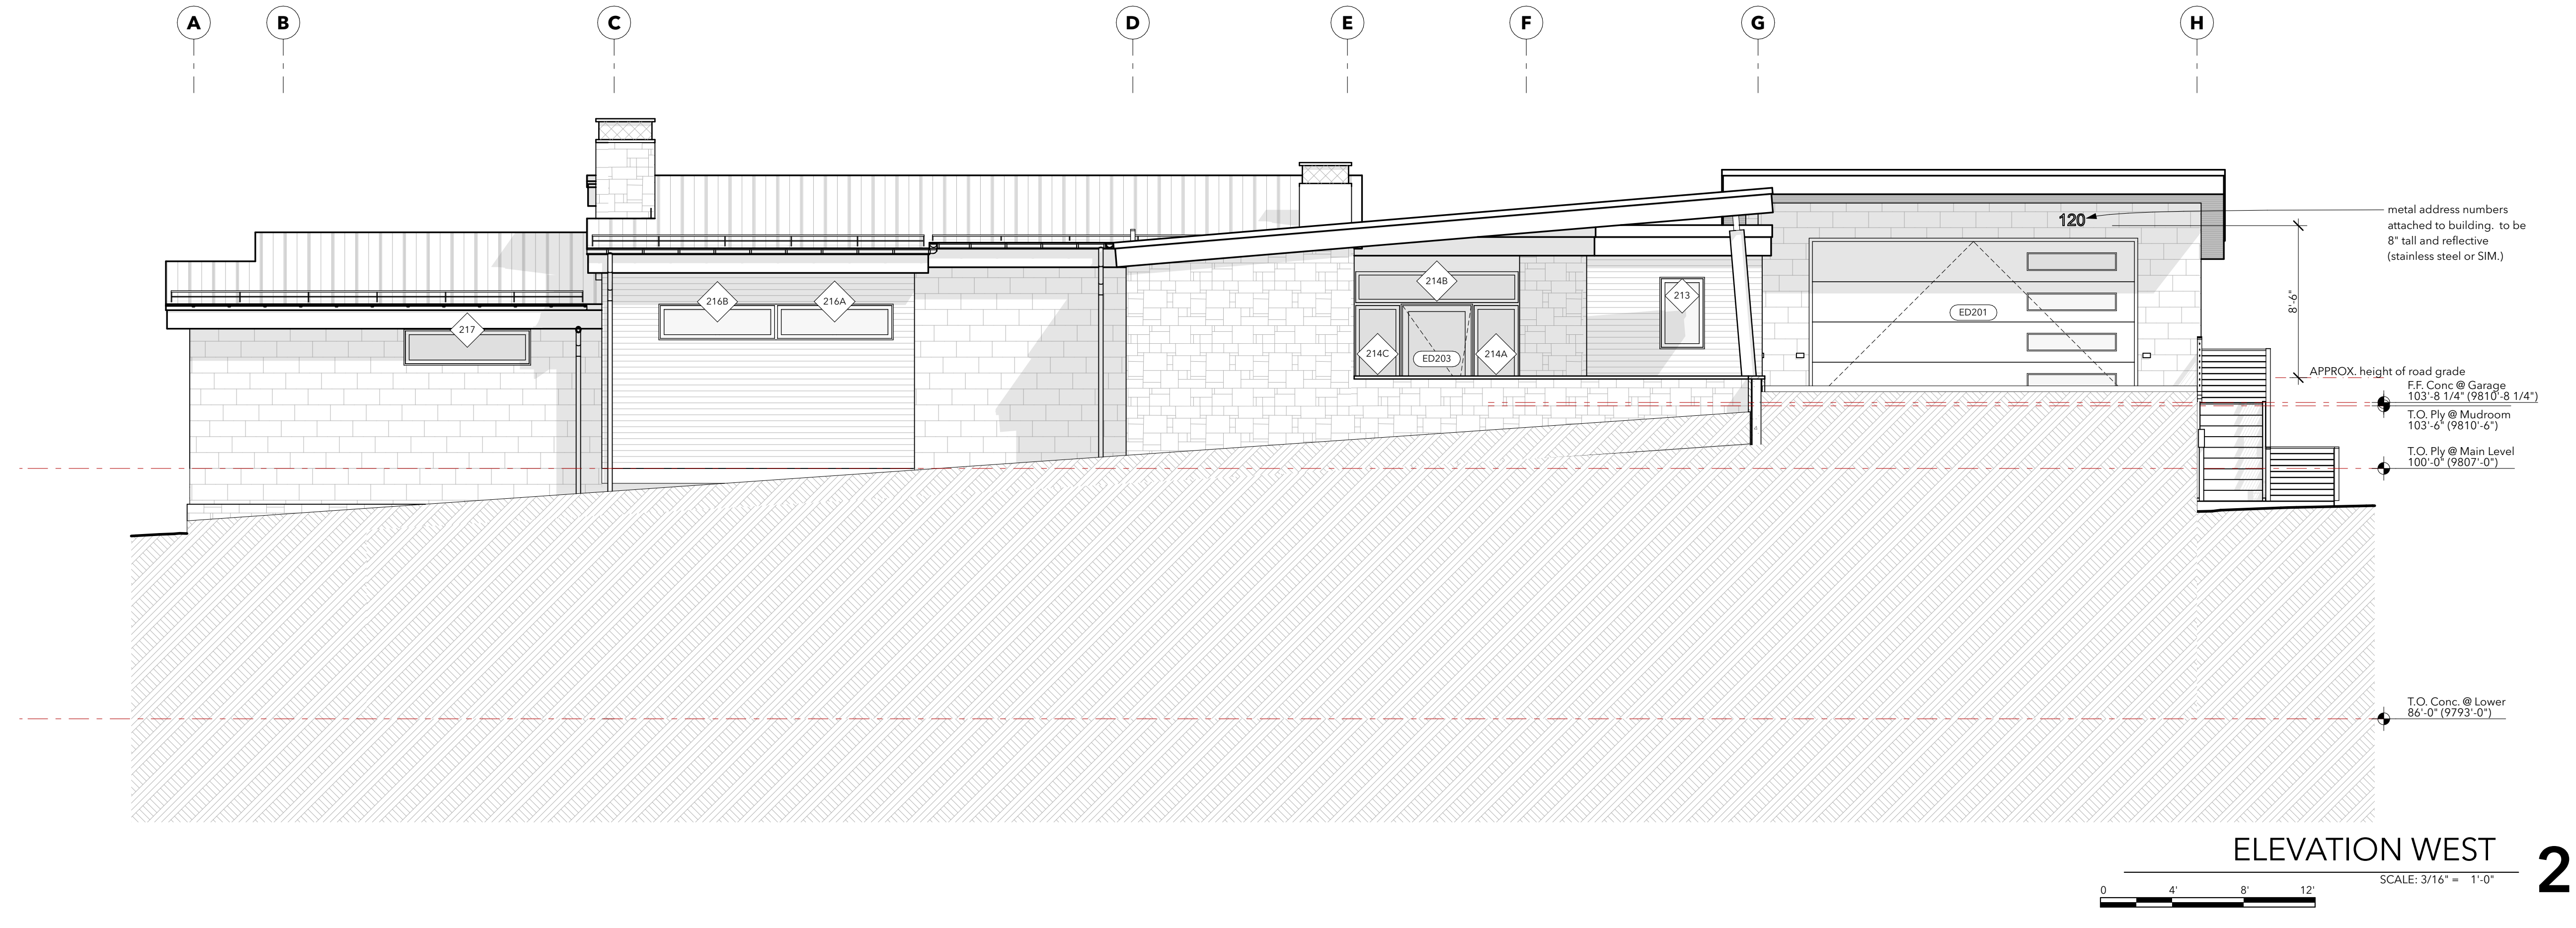 A B C D E F G H
120
metal address numbers
attached to building. to be
8" tall and reflective
(stainless steel or SIM.)
214B
216B 216A 213
8'-6"
ED201
217
214C ED203 214A
APPROX. height of road grade
F.F. Conc @ Garage
103'-8 1/4" (9810'-8 1/4")
T.O. Ply @ Mudroom
103'-6" (9810'-6")
T.O. Ply @ Main Level
100'-0" (9807'-0")
T.O. Conc. @ Lower
86'-0" (9793'-0")
ELEVATION WEST 2
SCALE: 3/16" = 1'-0"
0 4' 8' 12'